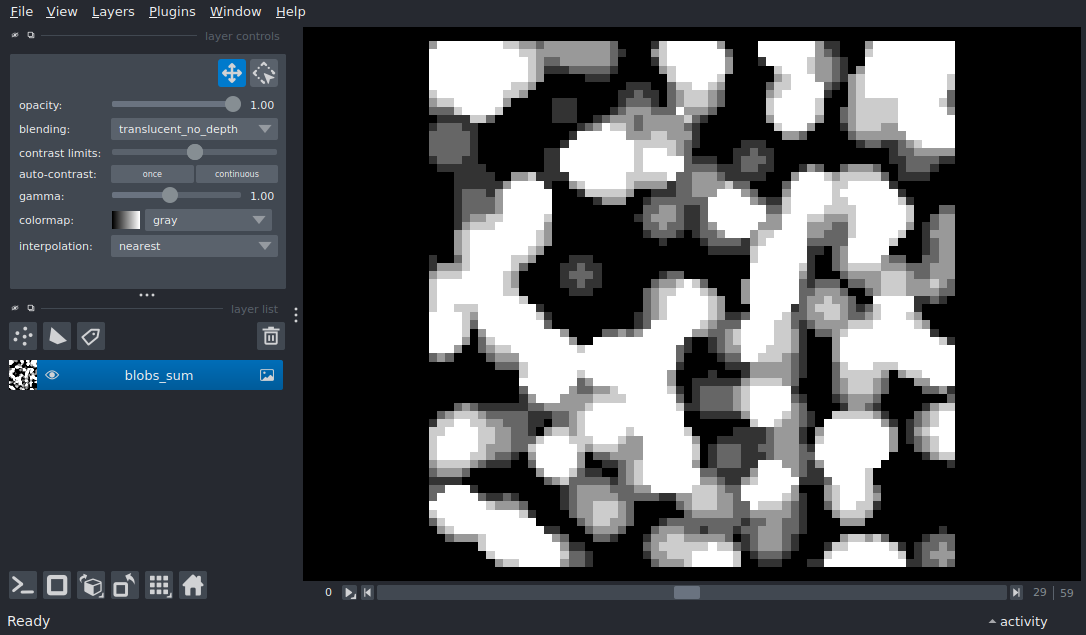 File View Layers Plugins Window Help
layer controls
opacity: 1.00
blending: translucent_no_depth
contrast limits:
auto-contrast: once continuous
gamma: 1.00
colormap: gray
interpolation: nearest
layer list
blobs_sum
0 29 | 59
Ready activity